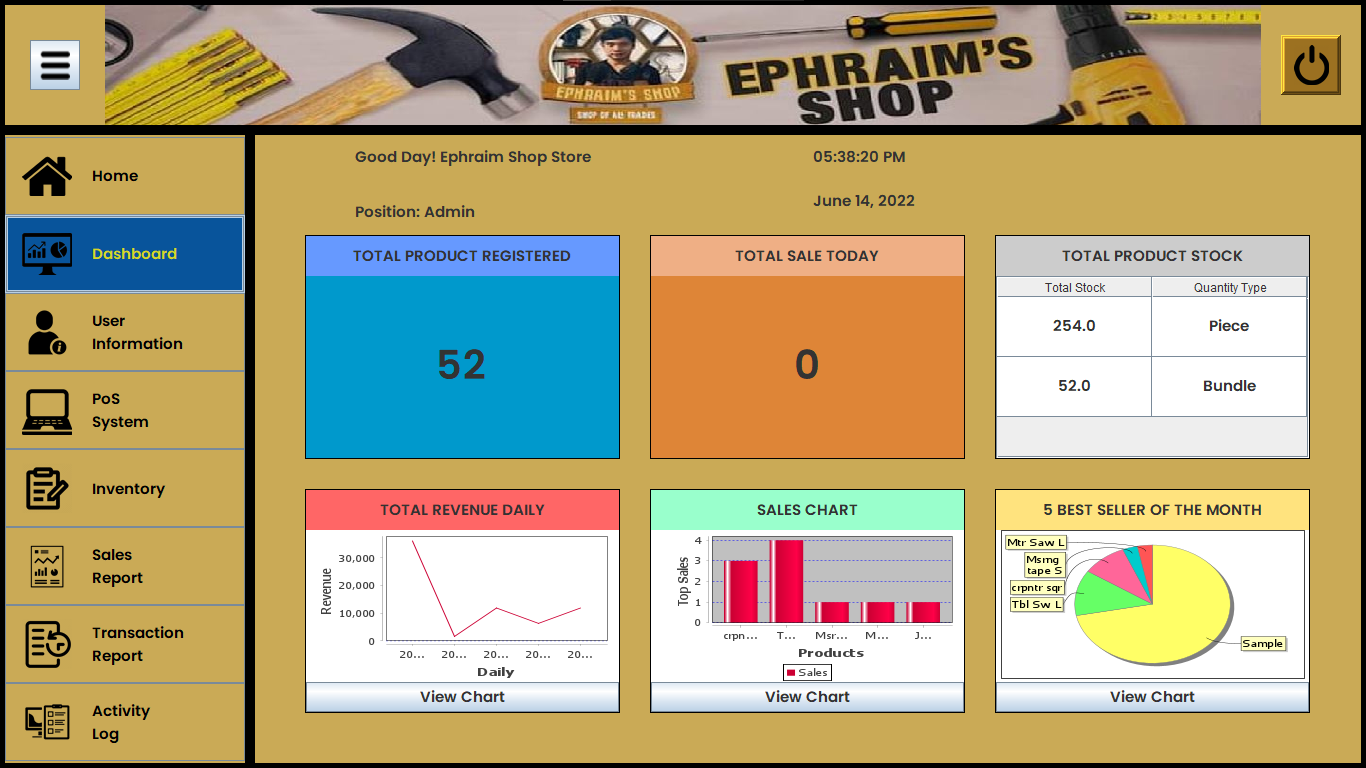 EPHRAIM'S SHOP
SHOP OF ALL TRADES
EPHRAIM'S
SHOP
Home
Dashboard
User
Information
PoS
System
Inventory
Sales
Report
Transaction
Report
Activity
Log
Good Day! Ephraim Shop Store
05:38:20 PM
June 14, 2022
Position: Admin
TOTAL PRODUCT REGISTERED
52
TOTAL SALE TODAY
0
TOTAL PRODUCT STOCK
Total Stock Quantity Type
254.0 Piece
52.0 Bundle
TOTAL REVENUE DAILY
Revenue
30,000
20,000
10,000
0
20... 20... 20... 20... 20...
Daily
View Chart
SALES CHART
Top Sales
4
3
2
1
0
crpn... T... Msr... M... J...
Products
Sales
View Chart
5 BEST SELLER OF THE MONTH
Mtr Saw L
Msrng
tape S
crpntr sqr
Tbl Sw L
Sample
View Chart